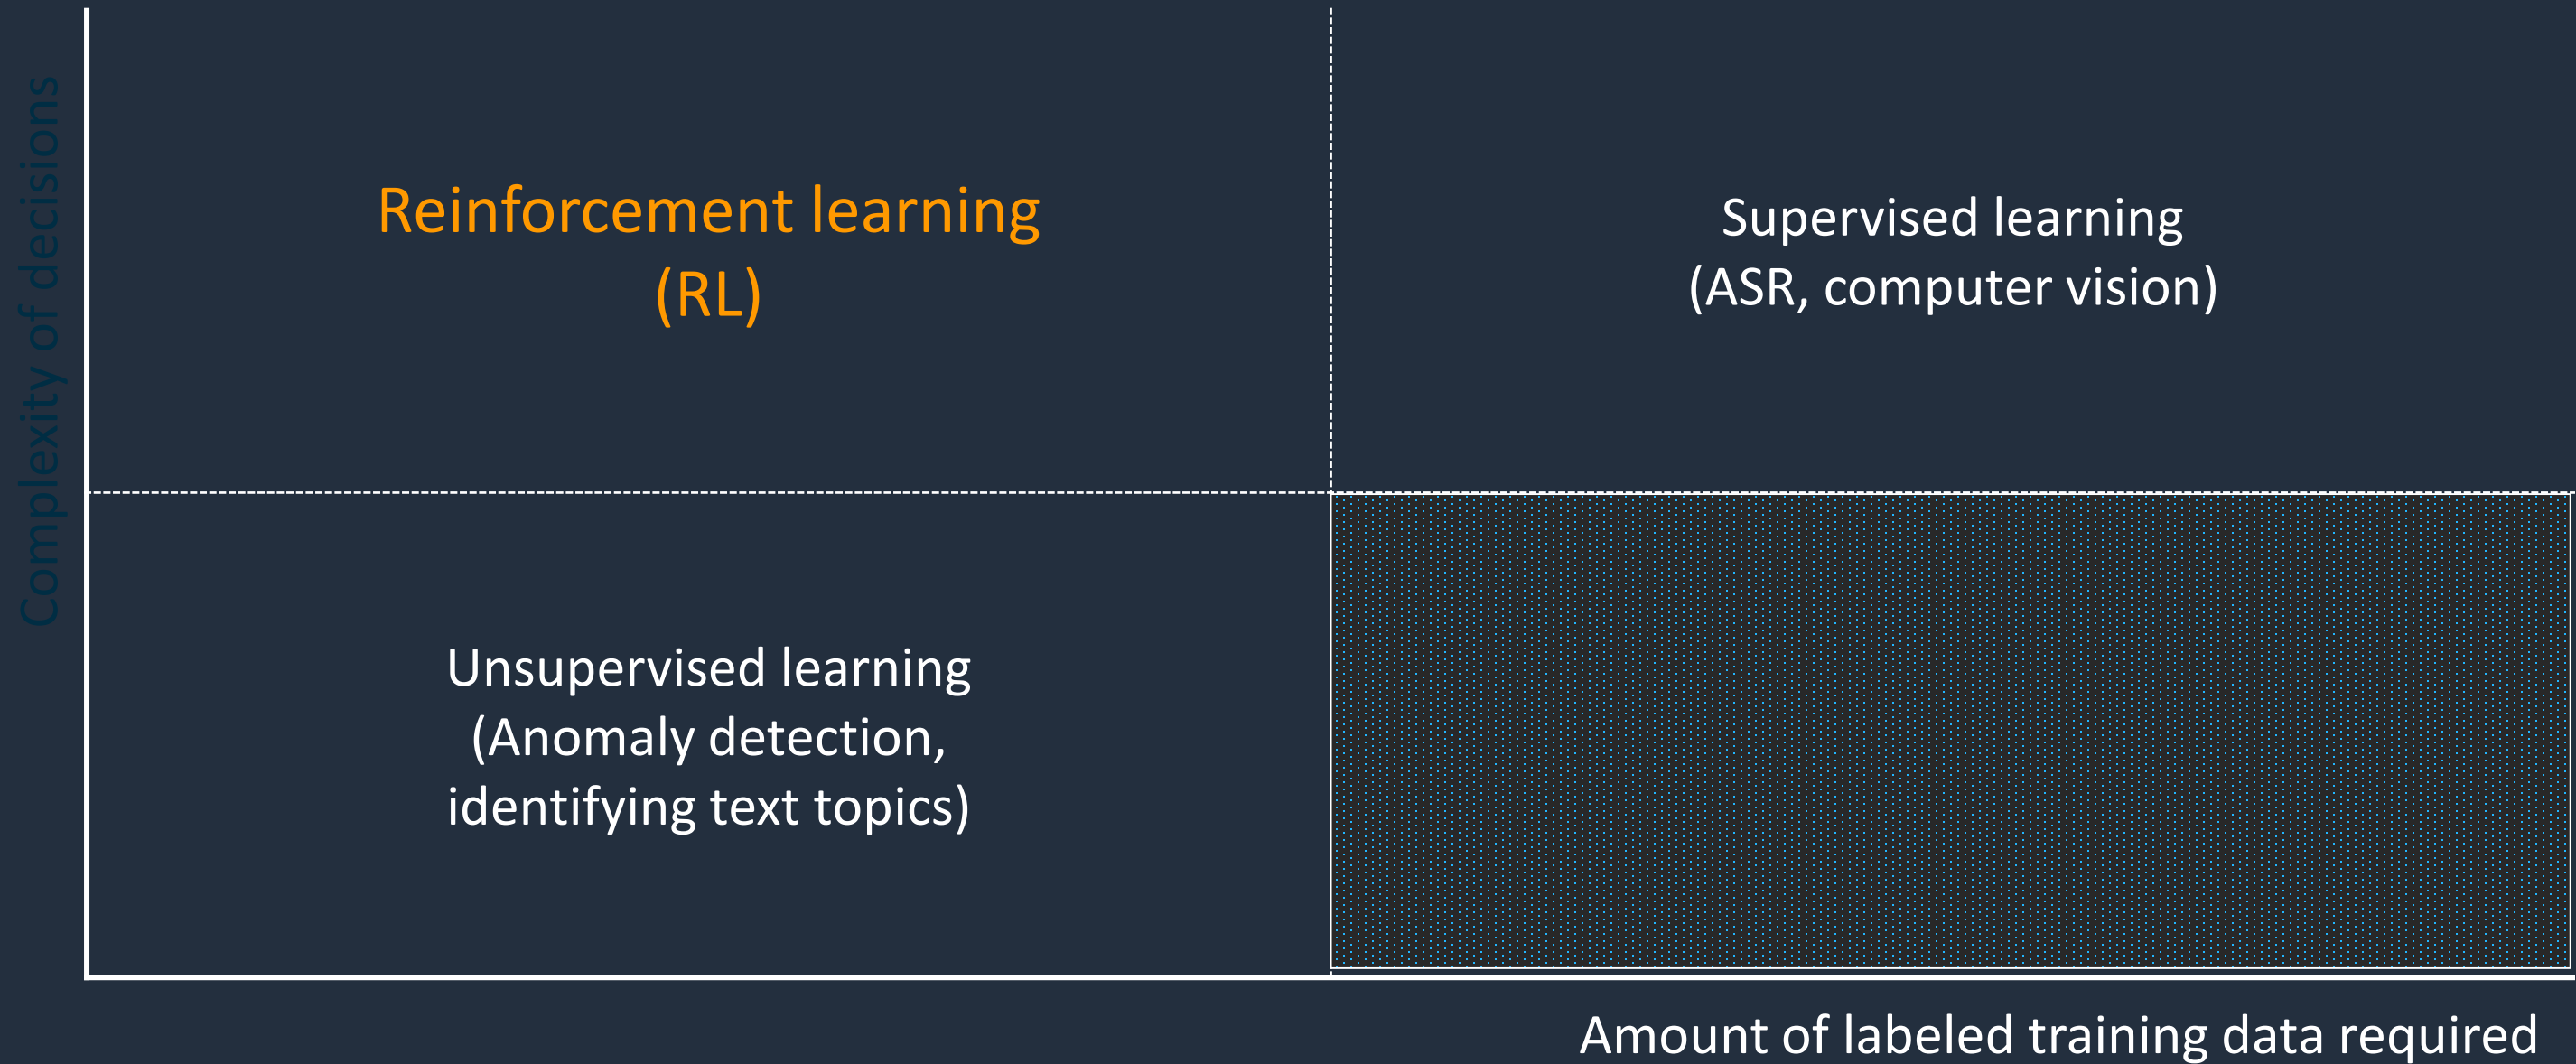 Complexity of decisions
Reinforcement learning
(RL)
Supervised learning
(ASR, computer vision)
Unsupervised learning
(Anomaly detection,
identifying text topics)
Amount of labeled training data required